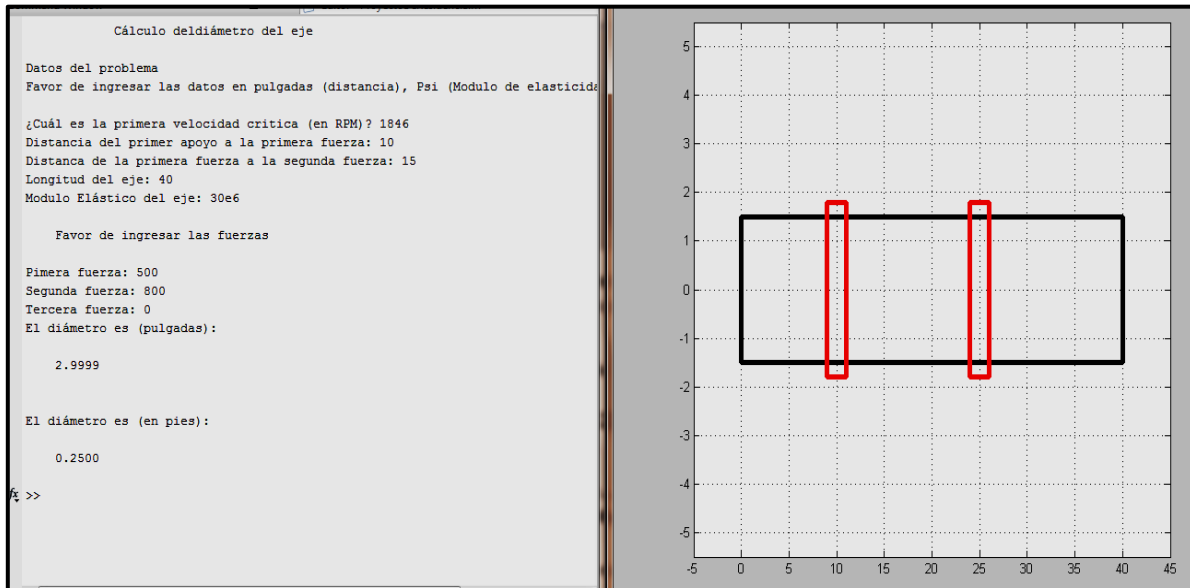 Cálculo deldiámetro del eje
Datos del problema
Favor de ingresar las datos en pulgadas (distancia), Psi (Modulo de elasticida
¿Cuál es la primera velocidad critica (en RPM)? 1846
Distancia del primer apoyo a la primera fuerza: 10
Distanca de la primera fuerza a la segunda fuerza: 15
Longitud del eje: 40
Modulo Elástico del eje: 30e6
Favor de ingresar las fuerzas
Pimera fuerza: 500
Segunda fuerza: 800
Tercera fuerza: 0
El diámetro es (pulgadas):
2.9999
El diámetro es (en pies):
0.2500
fx >>
5
4
3
2
1
0
-1
-2
-3
-4
-5
-5 0 5 10 15 20 25 30 35 40 45